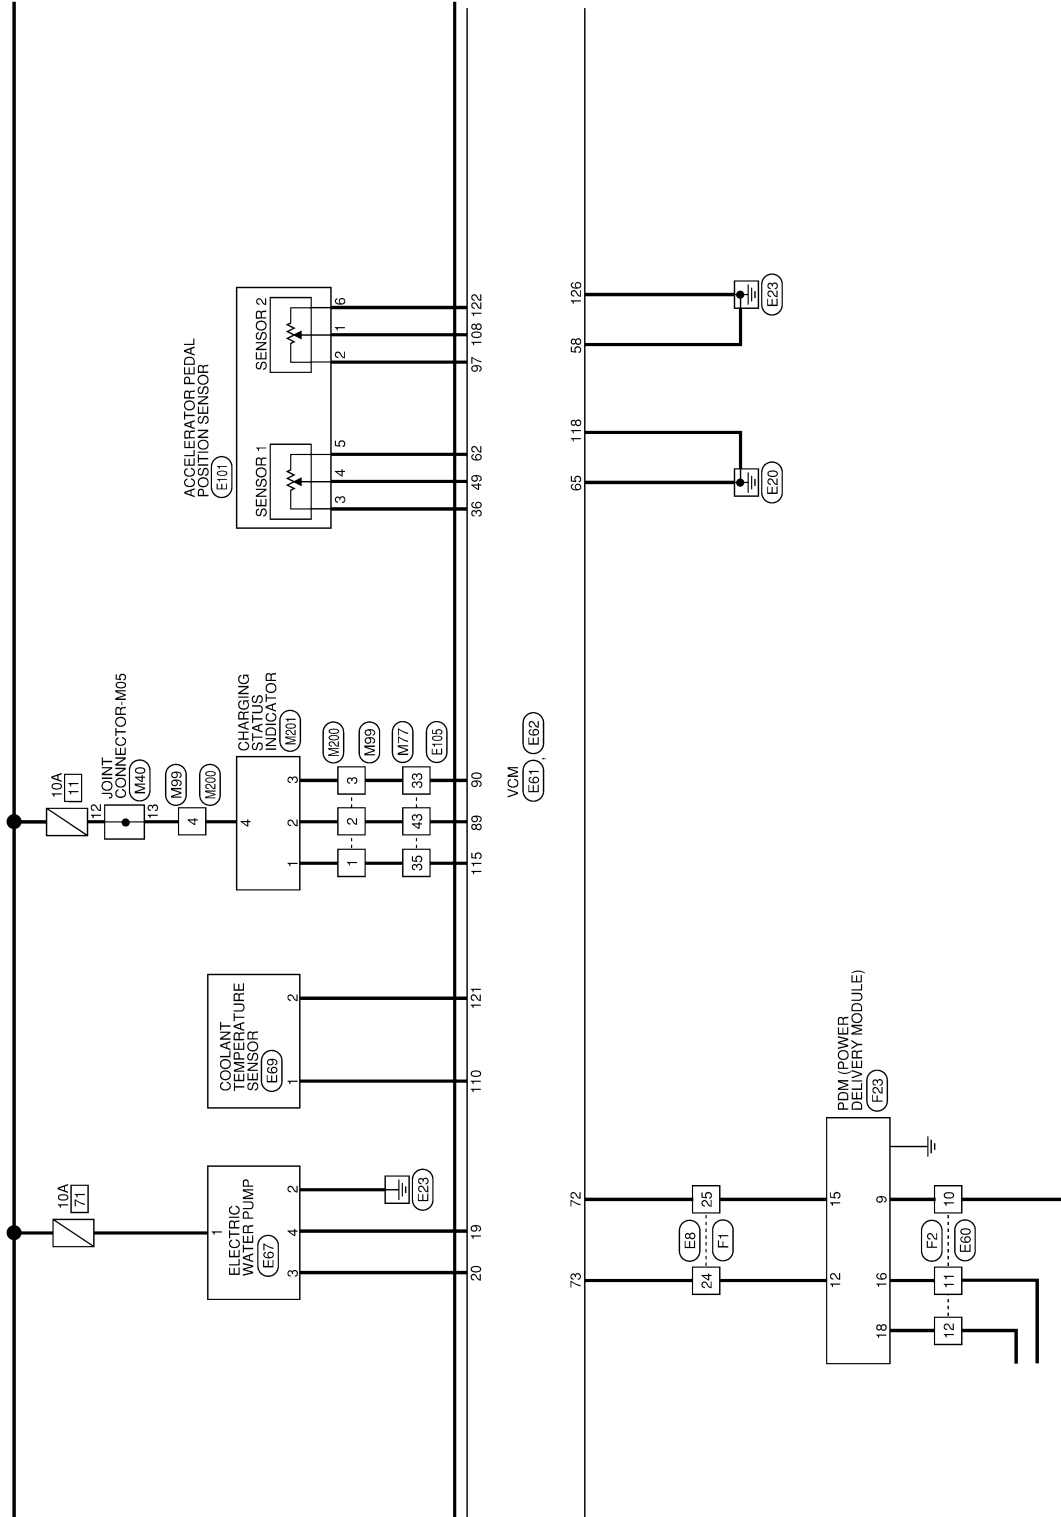 10A
71
1
ELECTRIC
WATER PUMP
E67
3
4
2
E23
20
19
COOLANT
TEMPERATURE
SENSOR
E69
1
2
110
121
10A
11
12
JOINT
CONNECTOR-M05
M40
13
M99
4
M200
4
CHARGING
STATUS
INDICATOR
M201
1
2
3
M200
1
2
3
M99
M77
35
43
33
E105
115
89
90
ACCELERATOR PEDAL
POSITION SENSOR
E101
SENSOR 1
SENSOR 2
3
4
5
2
1
6
36
49
62
97
108
122
VCM
E61 , E62
73
72
65
118
58
126
E20
E23
E8
24
25
F1
12
15
PDM (POWER
DELIVERY MODULE)
F23
18
16
9
F2
12
11
10
E60